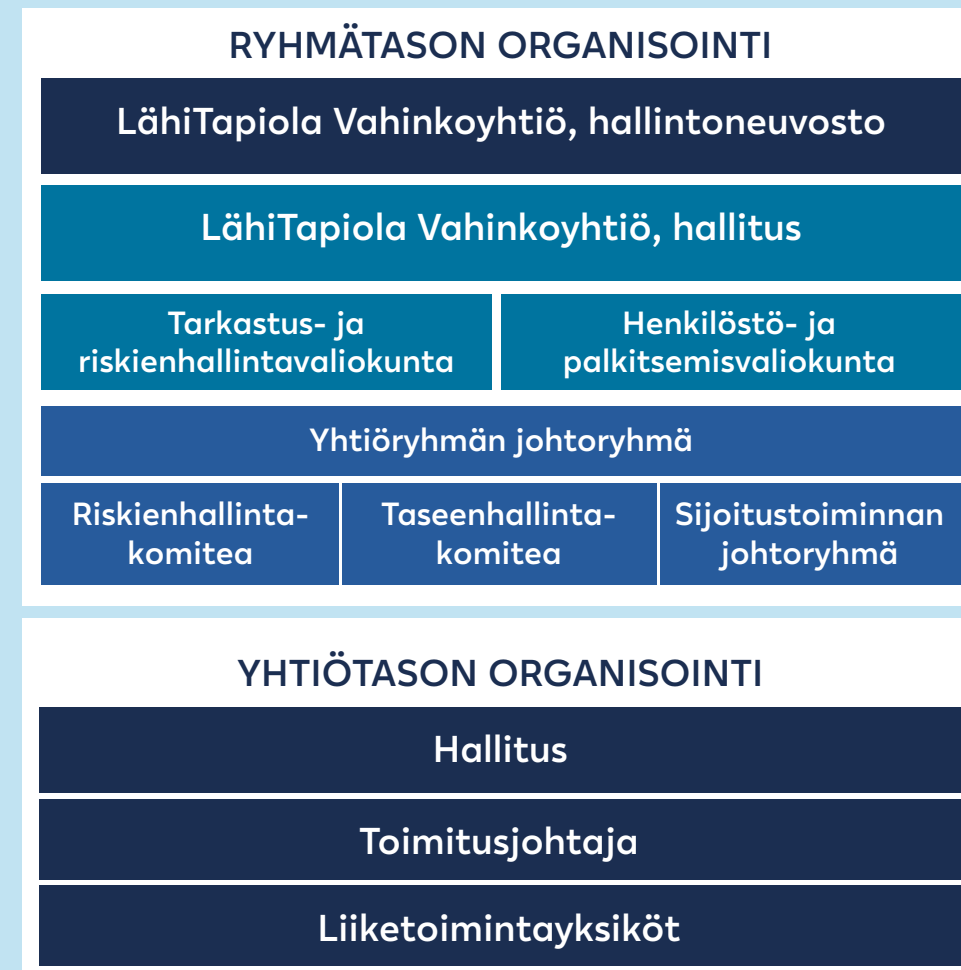 RYHMÄTASON ORGANISOINTI
LähiTapiola Vahinkoyhtiö, hallintoneuvosto
LähiTapiola Vahinkoyhtiö, hallitus
Tarkastus- ja
riskienhallintavaliokunta
Henkilöstö- ja
palkitsemisvaliokunta
Yhtiöryhmän johtoryhmä
Riskienhallinta-
komitea
Taseenhallinta-
komitea
Sijoitustoiminnan
johtoryhmä
YHTIÖTASON ORGANISOINTI
Hallitus
Toimitusjohtaja
Liiketoimintayksiköt